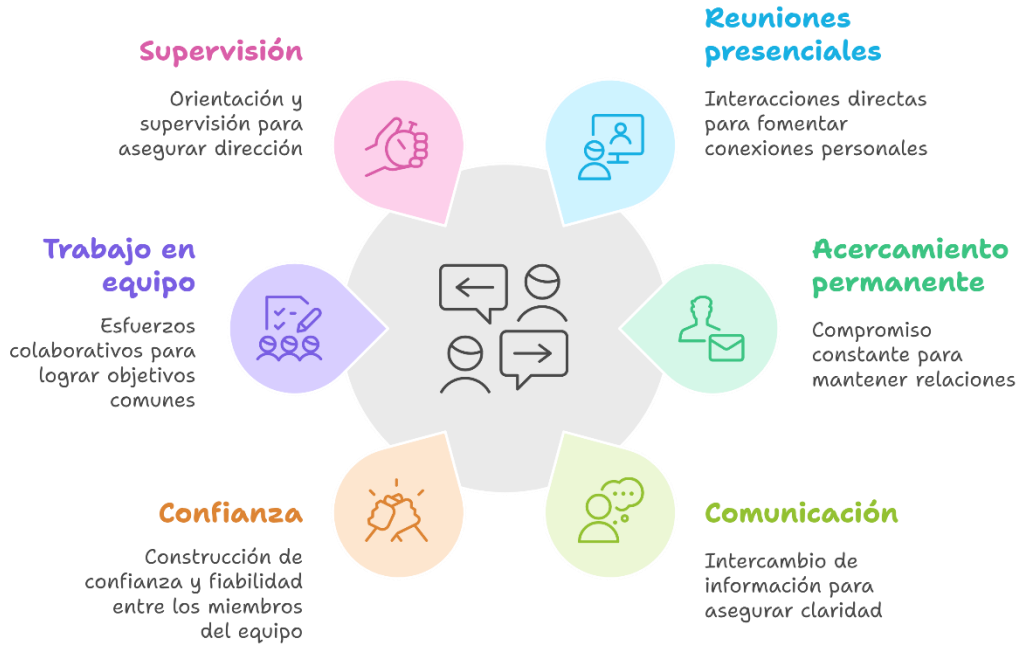 Supervisión
Orientación y
supervisión para
asegurar dirección
Reuniones
presenciales
Interacciones directas
para fomentar
conexiones personales
Trabajo en
equipo
Esfuerzos
colaborativos para
lograr objetivos
comunes
Acercamiento
permanente
Compromiso
constante para
mantener relaciones
Confianza
Construcción de
confianza y fiabilidad
entre los miembros
del equipo
Comunicación
Intercambio de
información para
asegurar claridad